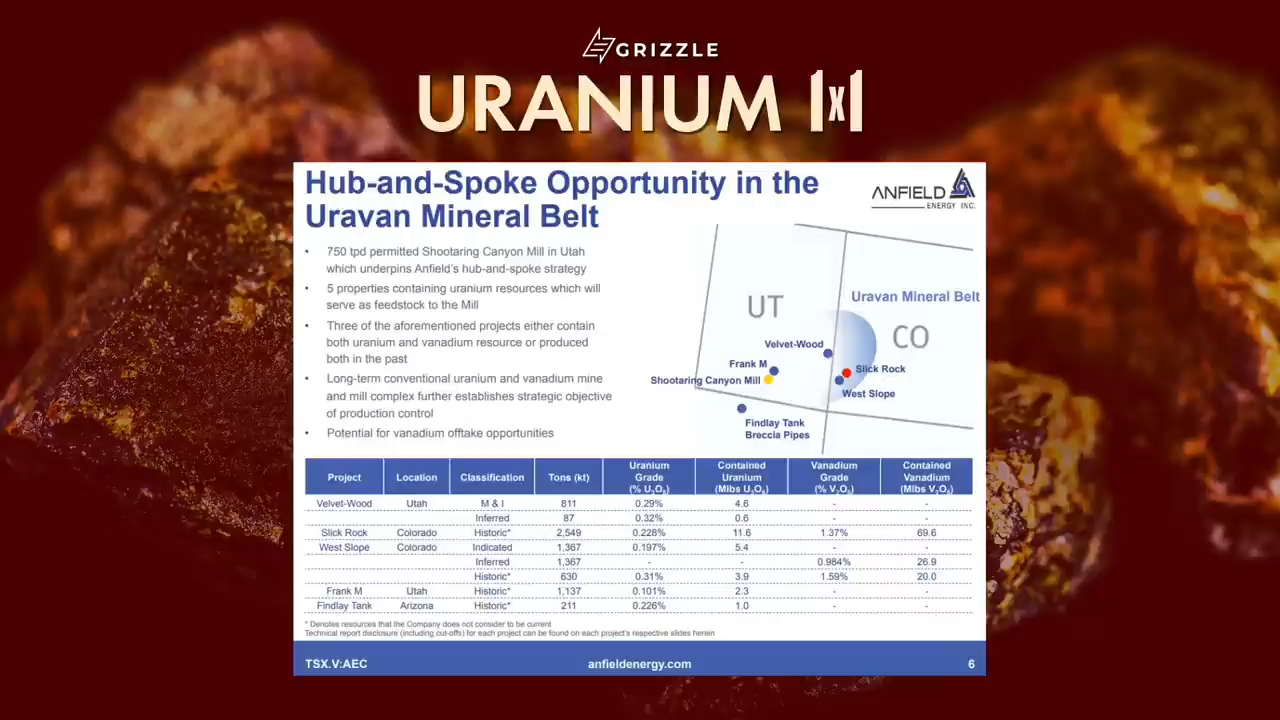 GRIZZLE
URANIUM 1x1
Hub-and-Spoke Opportunity in the
Uravan Mineral Belt
ANFIELD
ENERGY INC.
• 750 tpd permitted Shootaring Canyon Mill in Utah
which underpins Anfield's hub-and-spoke strategy
• 5 properties containing uranium resources which will
serve as feedstock to the Mill
• Three of the aforementioned projects either contain
both uranium and vanadium resource or produced
both in the past
• Long-term conventional uranium and vanadium mine
and mill complex further establishes strategic objective
of production control
• Potential for vanadium offtake opportunities
UT
Uravan Mineral Belt
CO
Velvet-Wood
Frank M
Slick Rock
Shootaring Canyon Mill
West Slope
Findlay Tank
Breccia Pipes
Project Location Classification Tons (kt) Uranium Grade (% U₃O₈) Contained Uranium (Mlbs U₃O₈) Vanadium Grade (% V₂O₅) Contained Vanadium (Mlbs V₂O₅)
Velvet-Wood Utah M & I 811 0.29% 4.6 - -
Inferred 87 0.32% 0.6 - -
Slick Rock Colorado Historic* 2,549 0.228% 11.6 1.37% 69.6
West Slope Colorado Indicated 1,367 0.197% 5.4 - -
Inferred 1,367 - - 0.984% 26.9
Historic* 630 0.31% 3.9 1.59% 20.0
Frank M Utah Historic* 1,137 0.101% 2.3 - -
Findlay Tank Arizona Historic* 211 0.226% 1.0 - -
* Denotes resources that the Company does not consider to be current
Technical report disclosure (including cut-offs) for each project can be found on each project's respective slides herein
TSX.V:AEC anfieldenergy.com 6